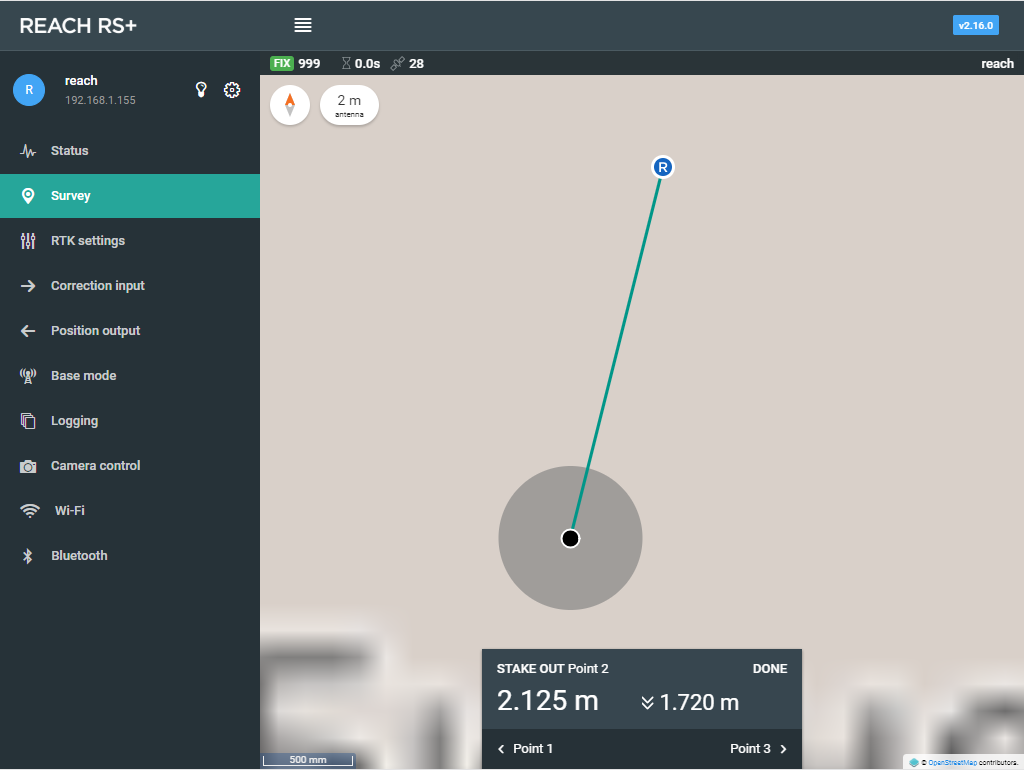 REACH RS+
v2.16.0
R
reach
192.168.1.155
Status
Survey
RTK settings
Correction input
Position output
Base mode
Logging
Camera control
Wi-Fi
Bluetooth
FIX 999 0.0s 28 reach
2 m
antenna
R
STAKE OUT Point 2 DONE
2.125 m 1.720 m
Point 1 Point 3
500 mm
© OpenStreetMap contributors.